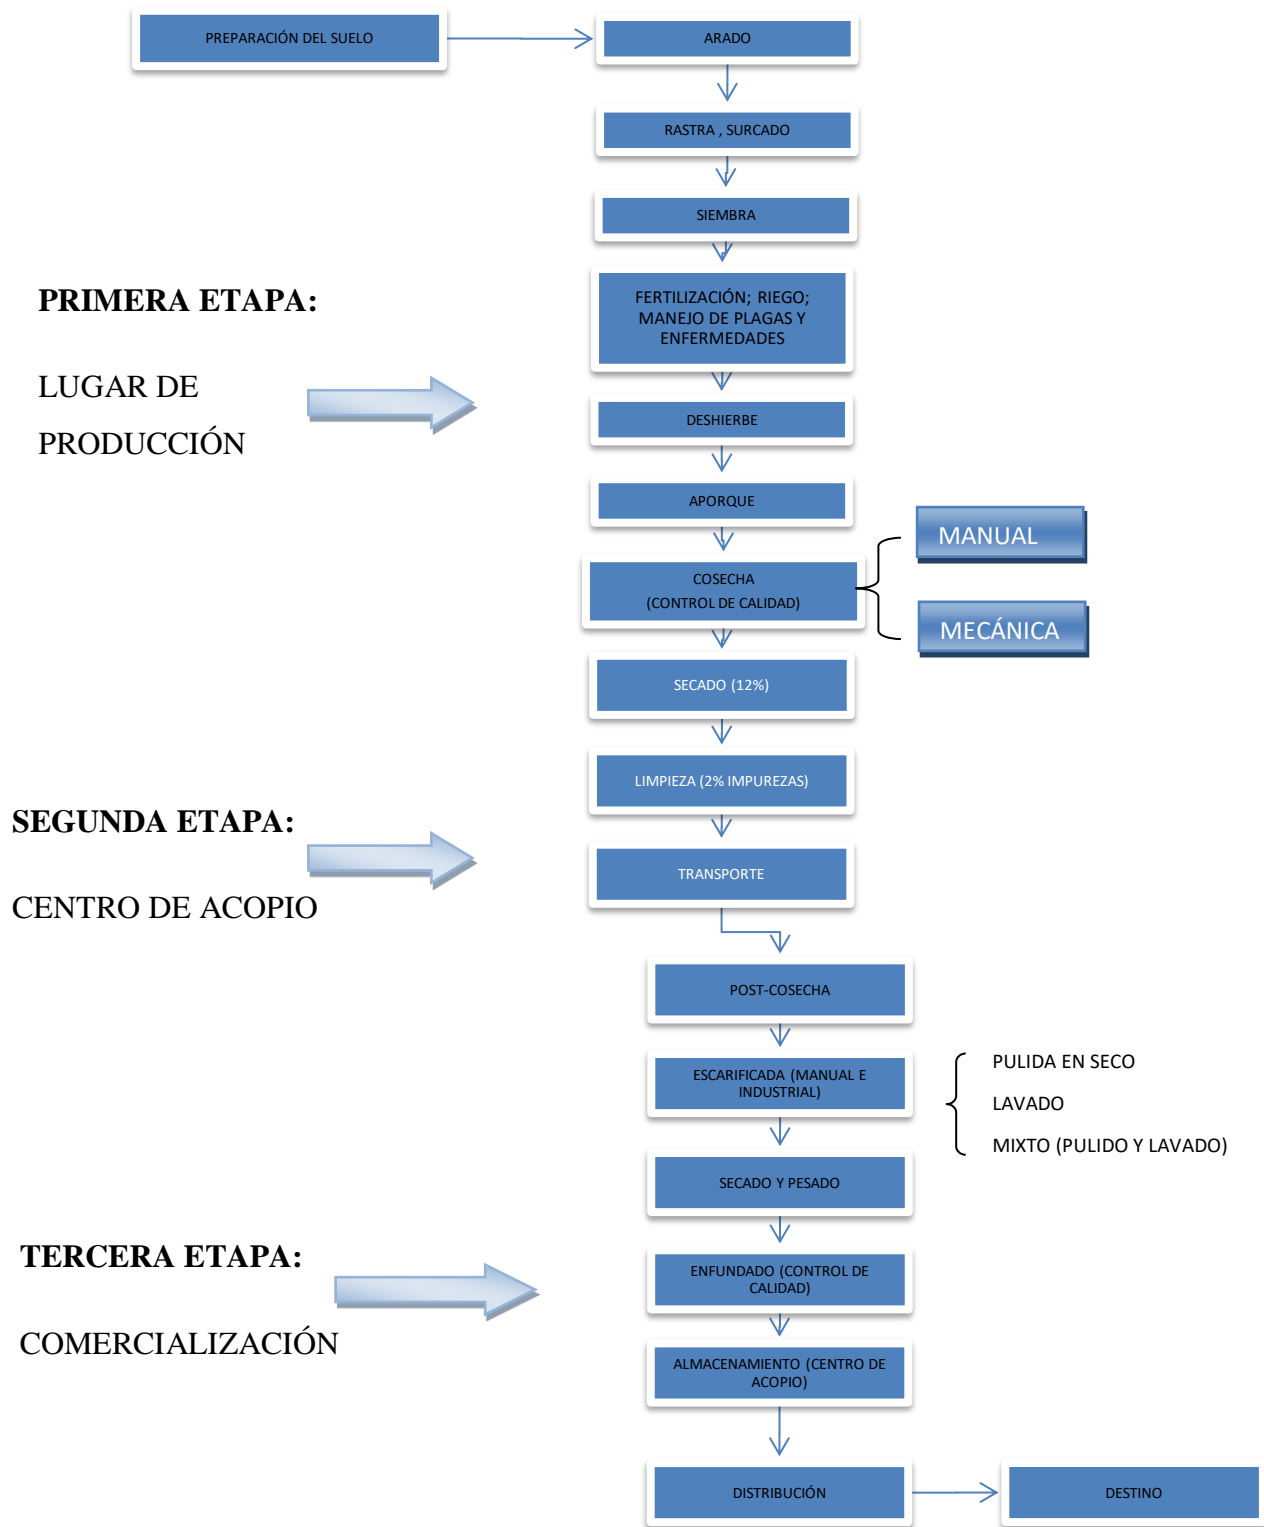 PREPARACIÓN DEL SUELO
ARADO
RASTRA , SURCADO
SIEMBRA
PRIMERA ETAPA:
LUGAR DE
PRODUCCIÓN
FERTILIZACIÓN; RIEGO;
MANEJO DE PLAGAS Y
ENFERMEDADES
DESHIERBE
APORQUE
COSECHA
(CONTROL DE CALIDAD)
MANUAL
MECÁNICA
SECADO (12%)
LIMPIEZA (2% IMPUREZAS)
SEGUNDA ETAPA:
CENTRO DE ACOPIO
TRANSPORTE
POST-COSECHA
ESCARIFICADA (MANUAL E
INDUSTRIAL)
PULIDA EN SECO
LAVADO
MIXTO (PULIDO Y LAVADO)
SECADO Y PESADO
TERCERA ETAPA:
COMERCIALIZACIÓN
ENFUNDADO (CONTROL DE
CALIDAD)
ALMACENAMIENTO (CENTRO DE
ACOPIO)
DISTRIBUCIÓN
DESTINO